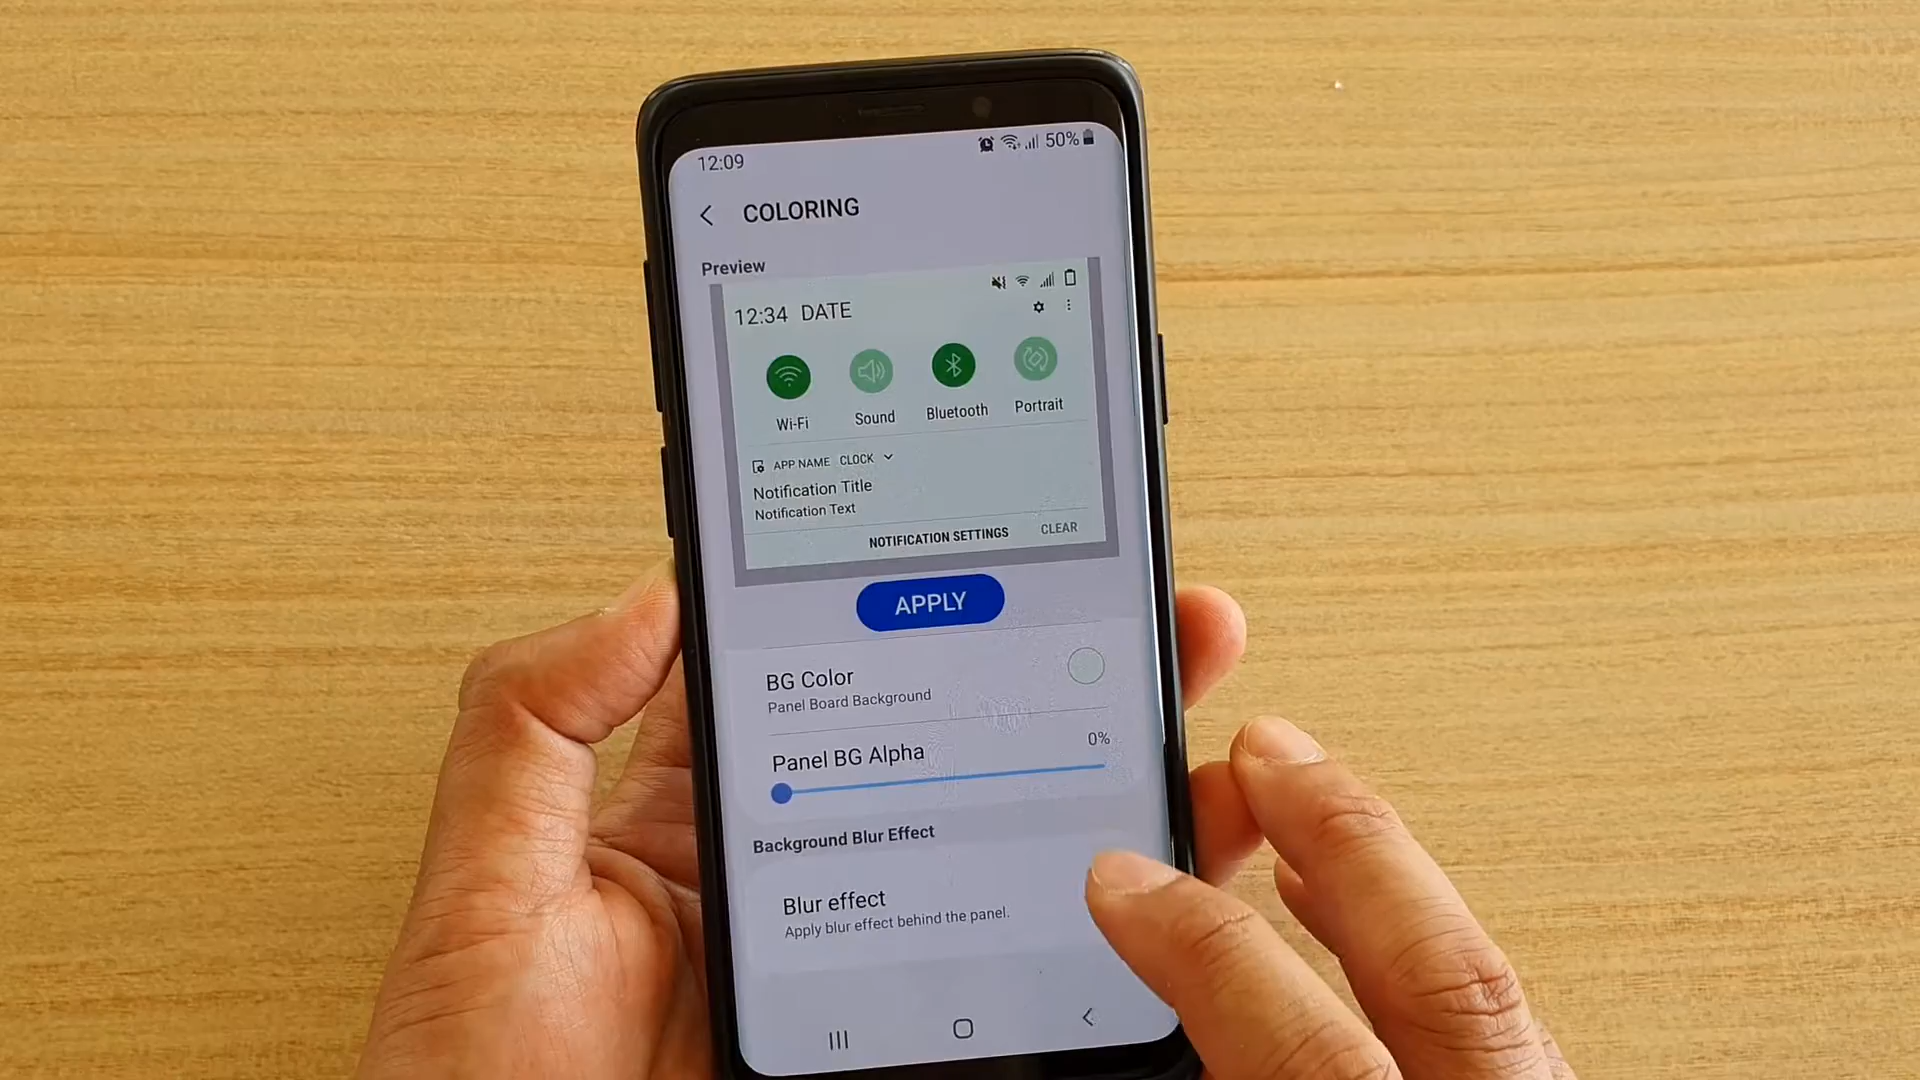 12:09 50%
COLORING
Preview
12:34 DATE
Wi-Fi Sound Bluetooth Portrait
APP NAME CLOCK
Notification Title
Notification Text
NOTIFICATION SETTINGS CLEAR
APPLY
BG Color
Panel Board Background
Panel BG Alpha 0%
Background Blur Effect
Blur effect
Apply blur effect behind the panel.